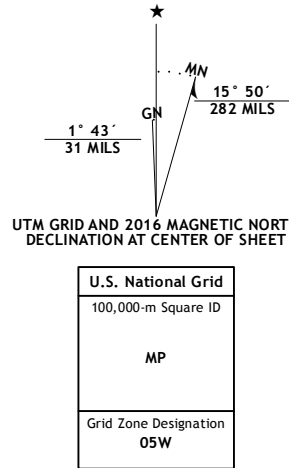 ★
MN
GN
15° 50´
282 MILS
1° 43´
31 MILS
UTM GRID AND 2016 MAGNETIC NORT
DECLINATION AT CENTER OF SHEET
U.S. National Grid
100,000-m Square ID
MP
Grid Zone Designation
05W